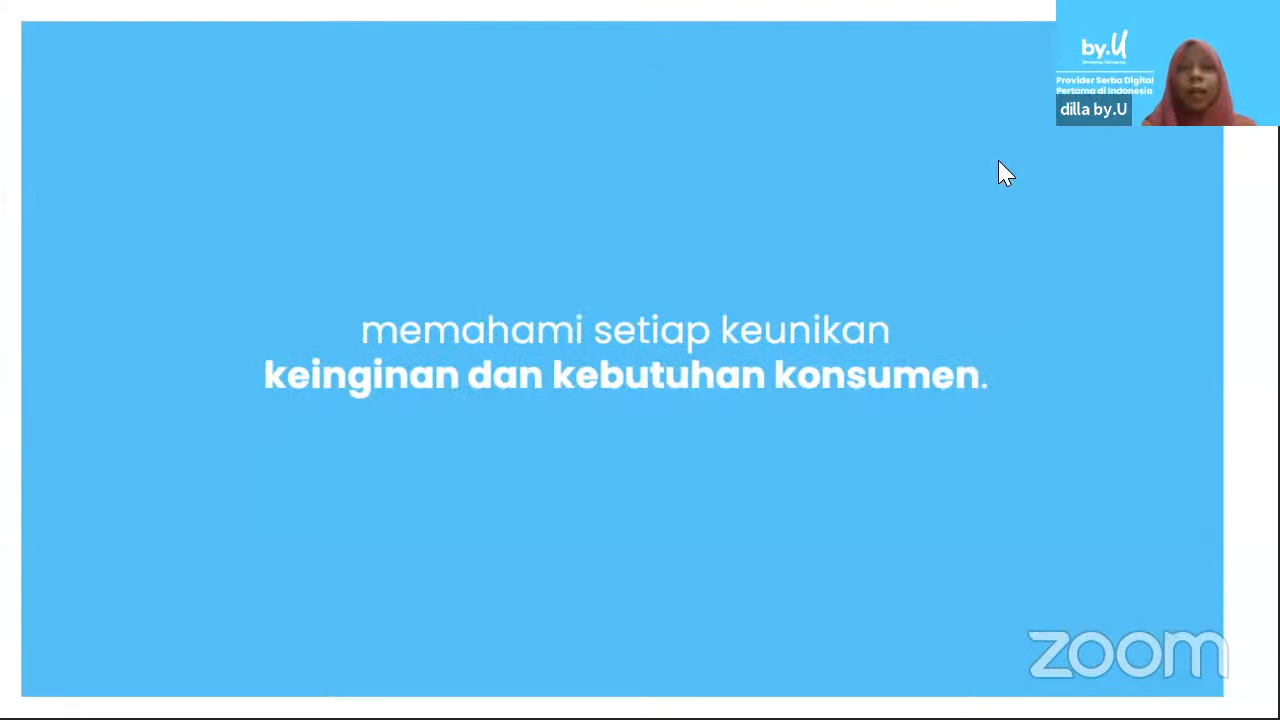 by.U
Provider Serba Digital
Pertama di Indonesia
dilla by.U
memahami setiap keunikan
keinginan dan kebutuhan konsumen.
zoom